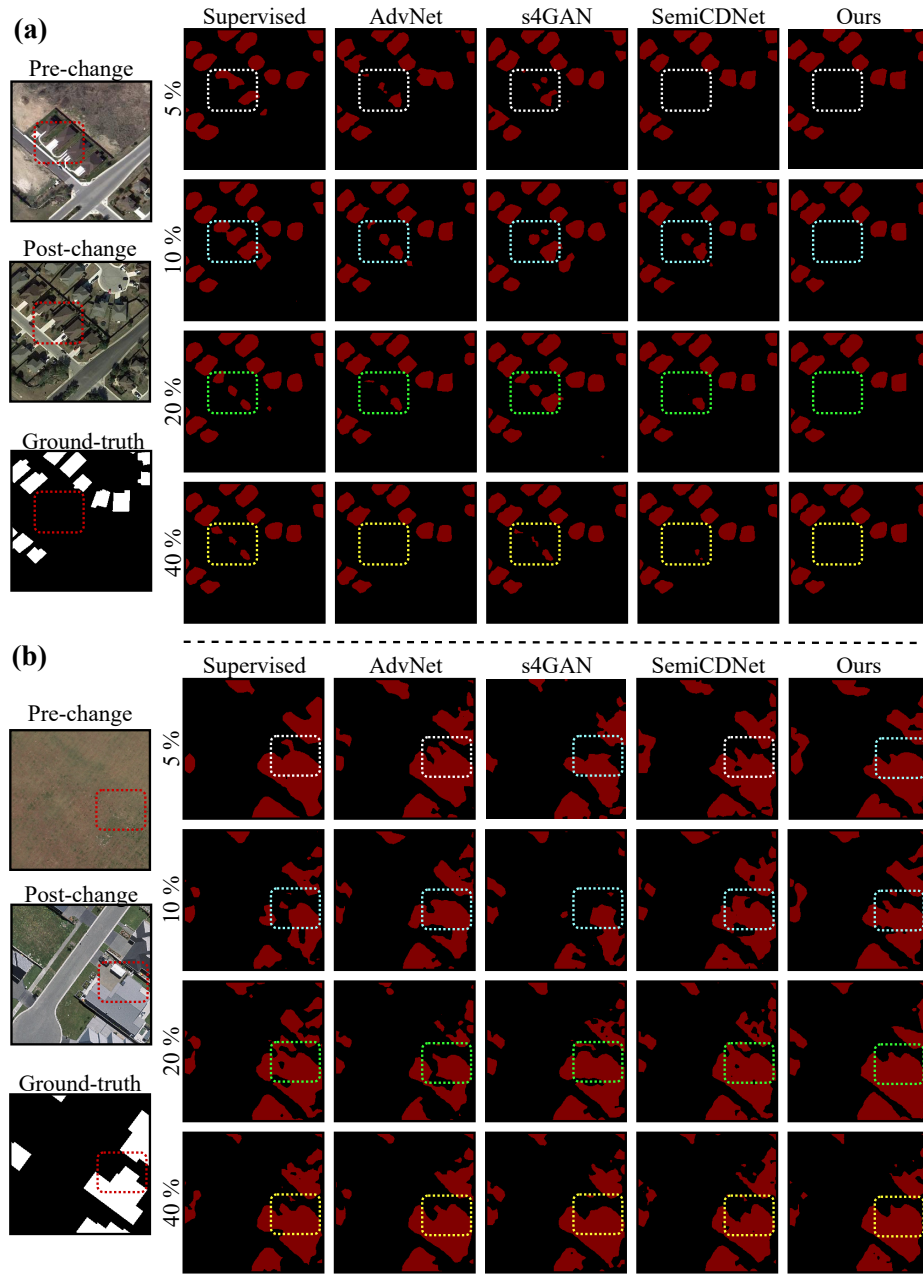 (a)
Supervised AdvNet s4GAN SemiCDNet Ours
Pre-change
5 %
10 %
Post-change
20 %
Ground-truth
40 %
(b)
Supervised AdvNet s4GAN SemiCDNet Ours
Pre-change
5 %
10 %
Post-change
20 %
Ground-truth
40 %